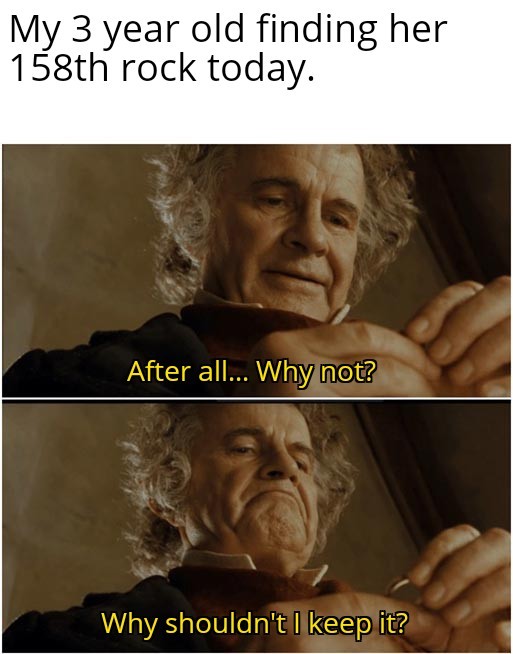 My 3 year old finding her
158th rock today.
After all... Why not?
Why shouldn't I keep it?